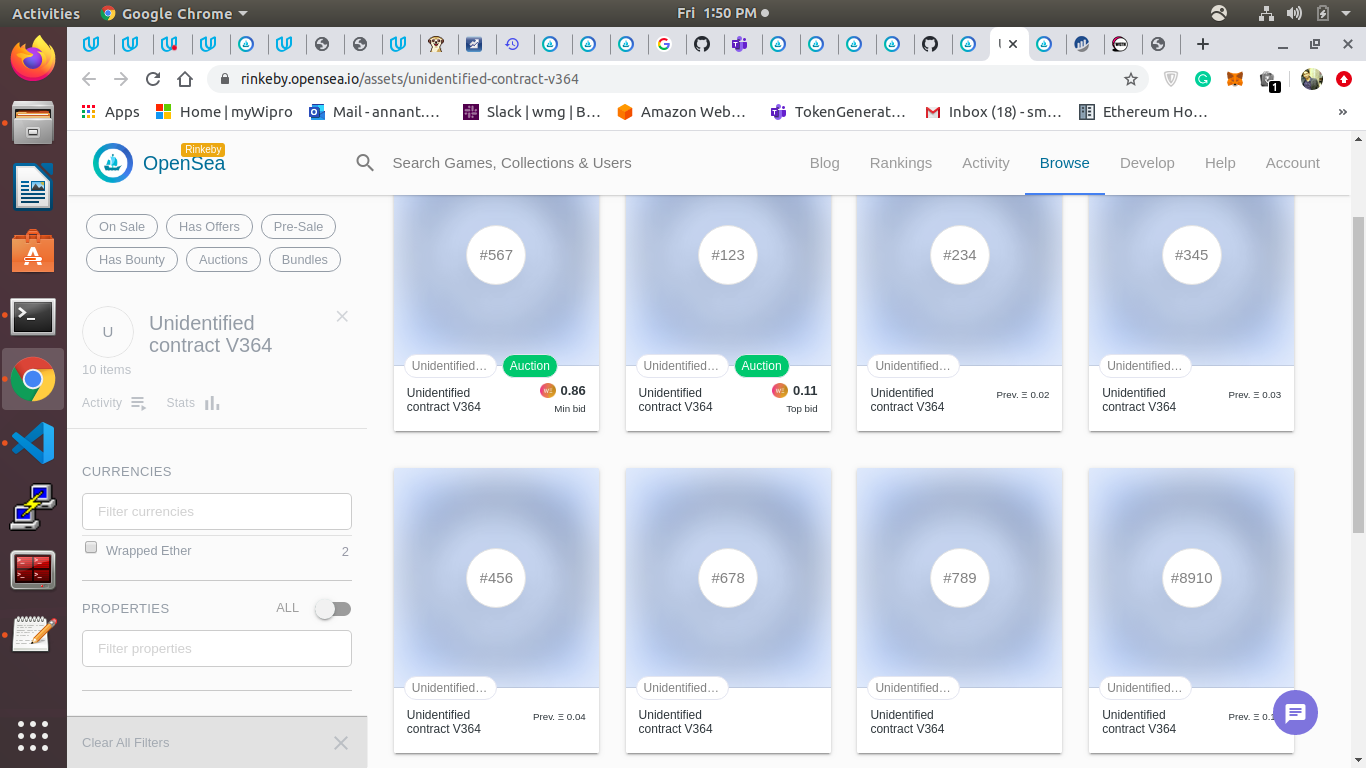 Activities
Google Chrome
Fri 1:50 PM
1
rinkeby.opensea.io/assets/unidentified-contract-v364
Apps
Home | myWipro
Mail - annant....
Slack | wmg | B...
Amazon Web...
TokenGenerat...
Inbox (18) - sm...
Ethereum Ho...
»
OpenSea
Rinkeby
Search Games, Collections & Users
Blog
Rankings
Activity
Browse
Develop
Help
Account
On Sale
Has Offers
Pre-Sale
Has Bounty
Auctions
Bundles
U
Unidentified
contract V364
10 items
Activity
Stats
CURRENCIES
Filter currencies
Wrapped Ether
2
PROPERTIES
ALL
Filter properties
Clear All Filters
#567
Unidentified...
Auction
Unidentified
contract V364
0.86
Min bid
#123
Unidentified...
Auction
Unidentified
contract V364
0.11
Top bid
#234
Unidentified...
Unidentified
contract V364
Prev. Ξ 0.02
#345
Unidentified...
Unidentified
contract V364
Prev. Ξ 0.03
#456
Unidentified...
Unidentified
contract V364
Prev. Ξ 0.04
#678
Unidentified...
Unidentified
contract V364
#789
Unidentified...
Unidentified
contract V364
#8910
Unidentified...
Unidentified
contract V364
Prev. Ξ